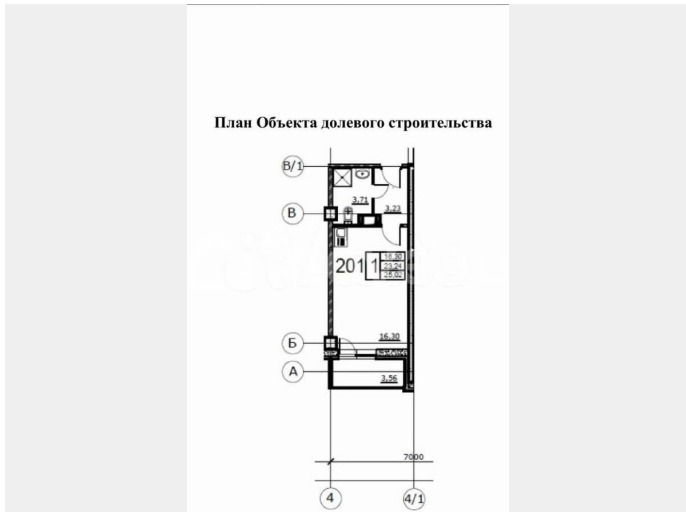 План Объекта долевого строительства
В/1
3,71
В
3,23
201
1
16,30
23,24
25,02
Б
16,30
А
3,56
7000
4
4/1